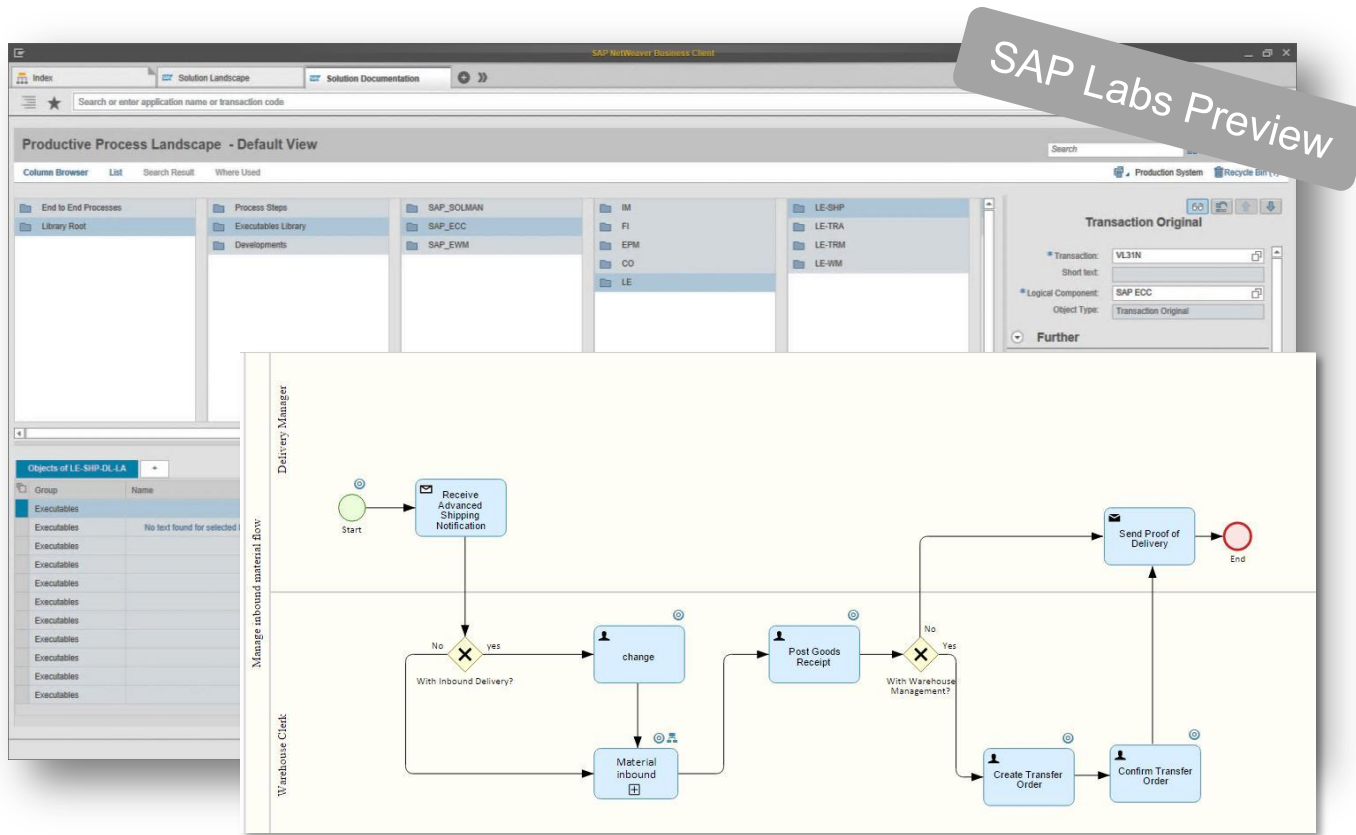 SAP NetWeaver Business Client
SAP Labs Preview
Index
Solution Landscape
Solution Documentation
Search or enter application name or transaction code
Productive Process Landscape - Default View
Search
Column Browser
List
Search Result
Where Used
Production System
Recycle Bin
End to End Processes
Library Root
Process Steps
Executables Library
Developments
SAP_SOLMAN
SAP_ECC
SAP_EWM
IM
FI
EPM
CO
LE
LE-SHP
LE-TRA
LE-TRM
LE-WM
Transaction Original
* Transaction: VL31N
Short text:
* Logical Component: SAP ECC
Object Type: Transaction Original
Further
Objects of LE-SHP-DL-LA
+
Group
Name
Executables
Executables
No text found for selected
Executables
Executables
Executables
Executables
Executables
Executables
Executables
Executables
Executables
Manage inbound material flow
Delivery Manager
Start
Receive
Advanced
Shipping
Notification
Send Proof of
Delivery
End
Warehouse Clerk
No
yes
With Inbound Delivery?
change
Material
inbound
Post Goods
Receipt
No
Yes
With Warehouse
Management?
Create Transfer
Order
Confirm Transfer
Order